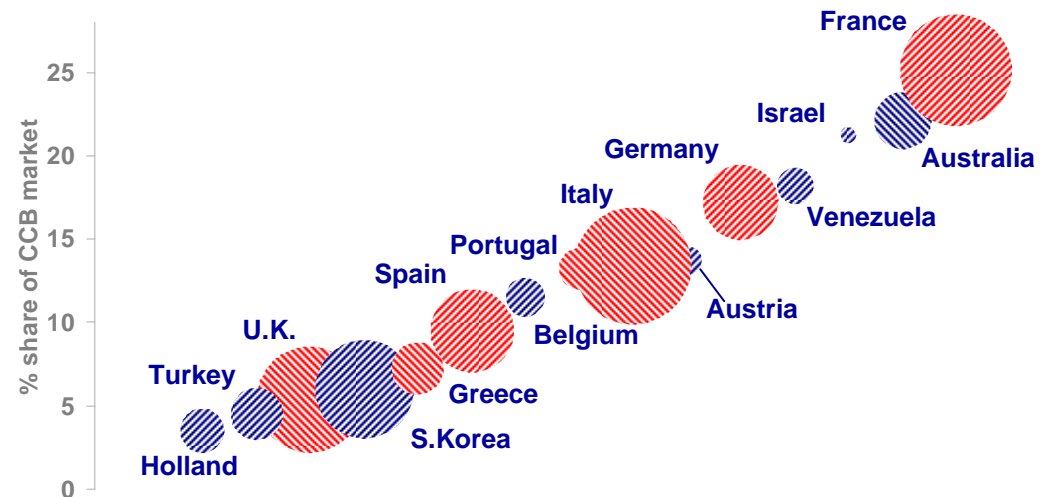 France
25
Israel
20
Germany
Australia
Italy
Venezuela
15
Portugal
Spain
Austria
10
U.K.
Belgium
Turkey
Greece
5
S.Korea
Holland
0
% share of CCB market